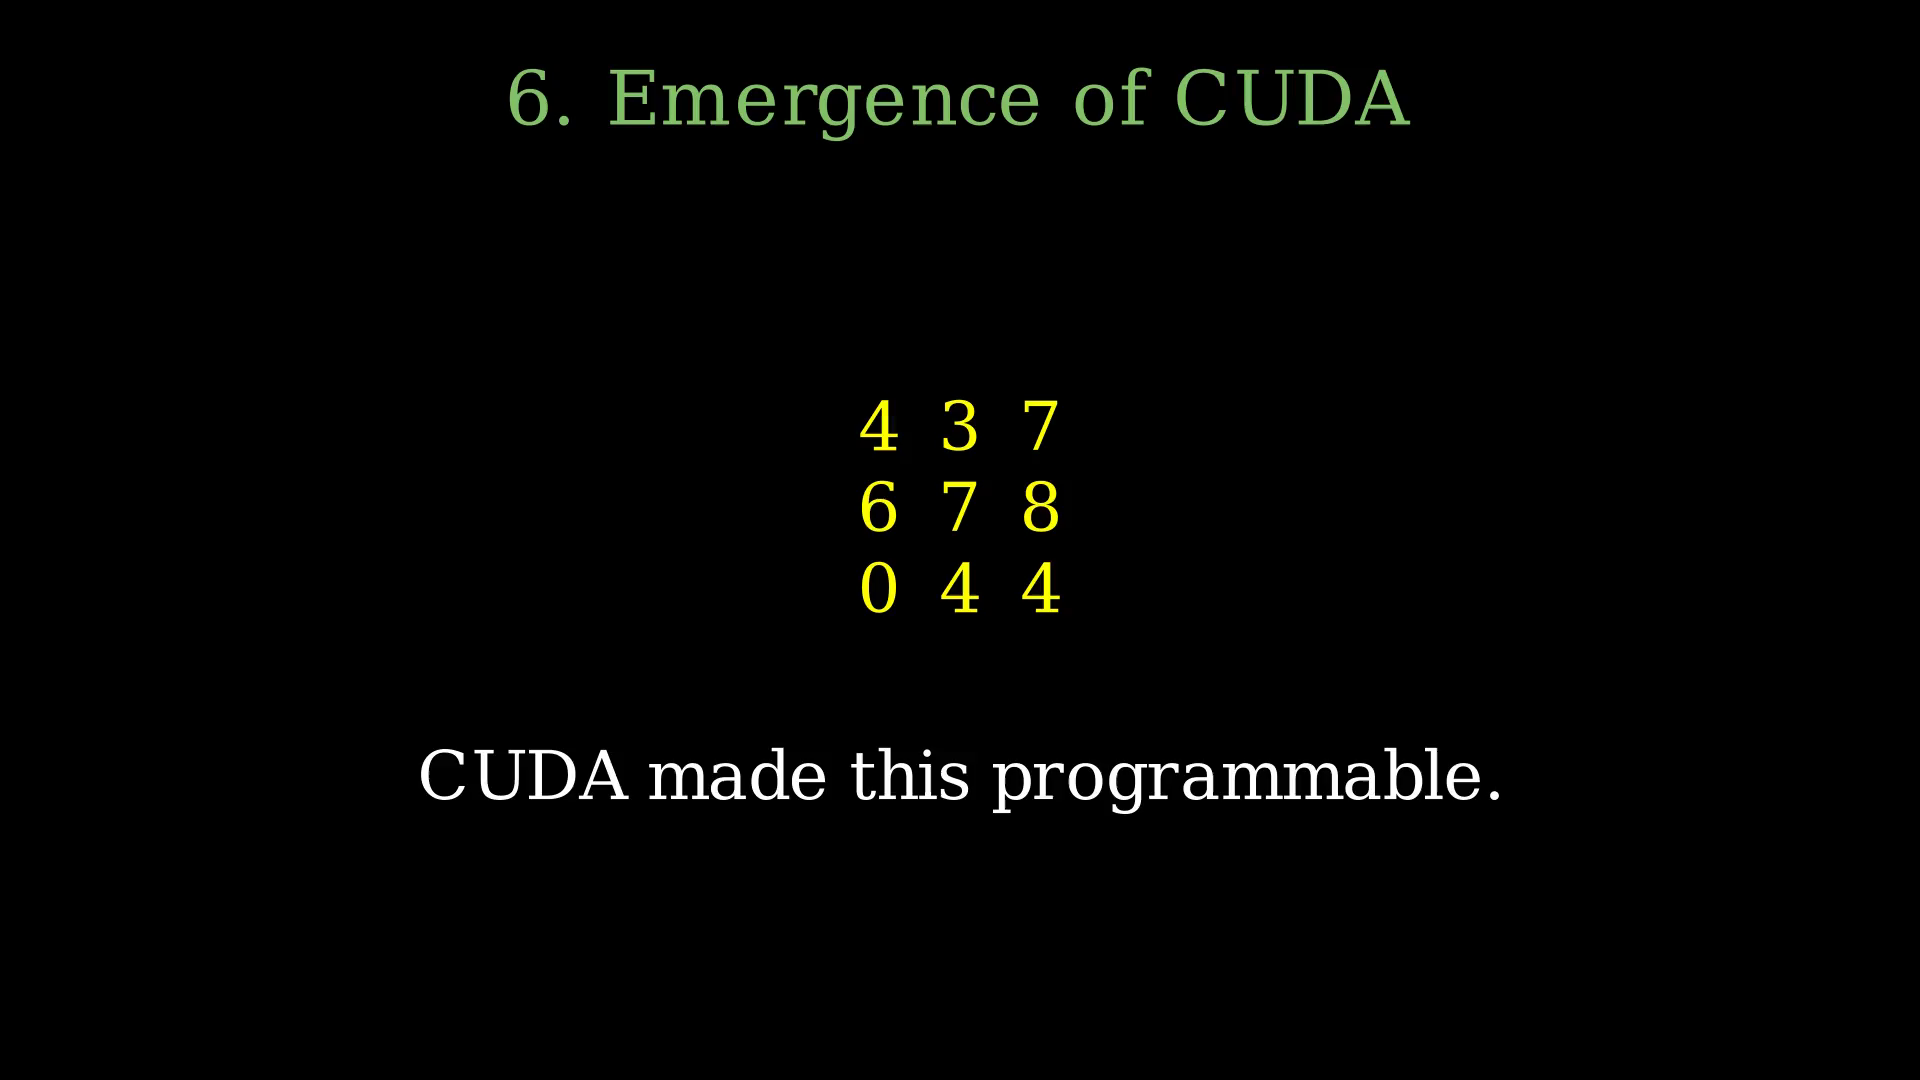 6. Emergence of CUDA
4 3 7
6 7 8
0 4 4
CUDA made this programmable.